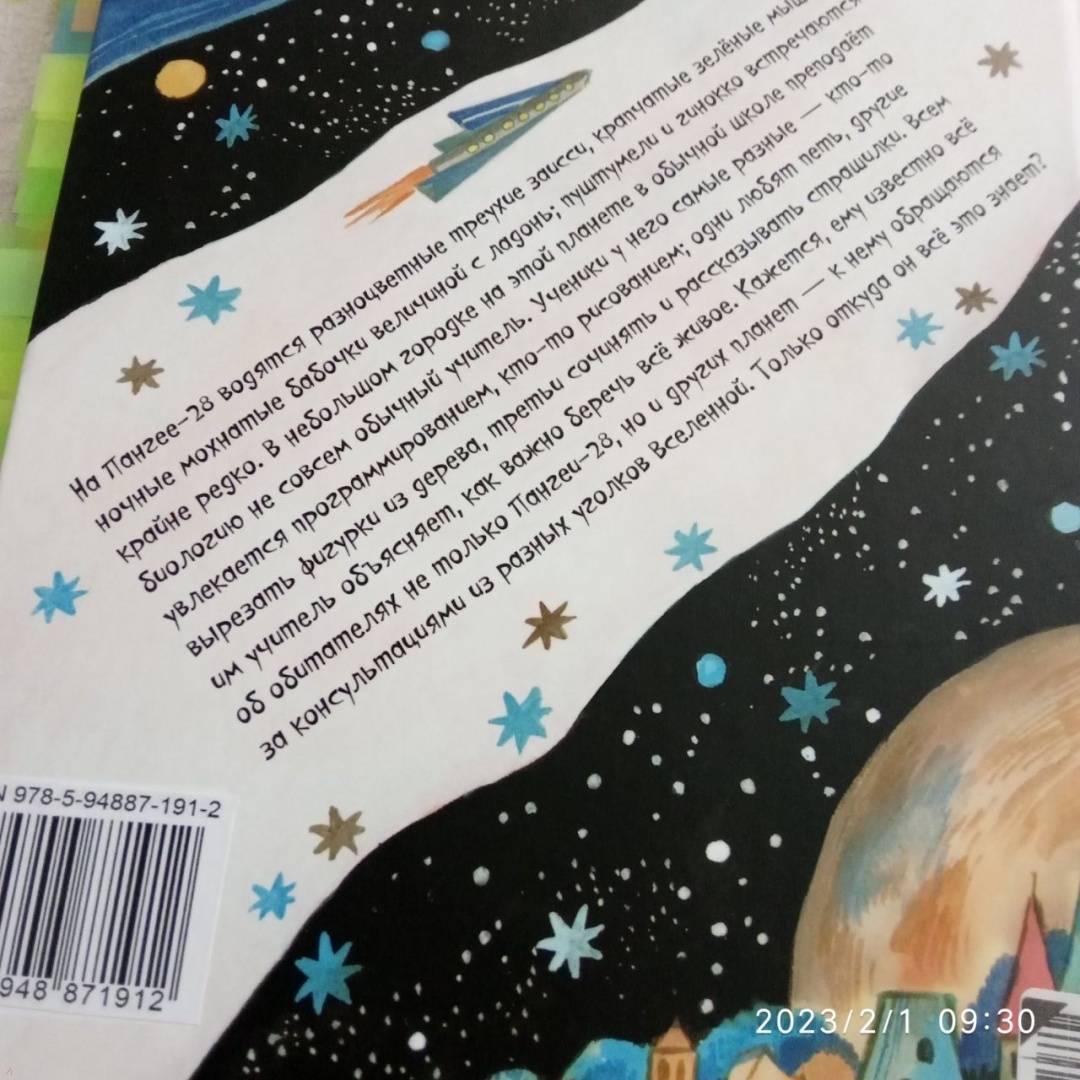 На Пангее-28 водятся разноцветные треухие заисси, крапчатые зелёные мыш
ночные мохнатые бабочки величиной с ладонь; пуштумели и гинокко встречаются
крайне редко. В небольшом городке на этой планете в обычной школе преподаёт
биологию не совсем обычный учитель. Ученики у него самые разные — кто-то
увлекается программированием, кто-то рисованием; одни любят петь, другие
вырезать фигурки из дерева, третьи сочинять и рассказывать страшилки. Всем
им учитель объясняет, как важно беречь всё живое. Кажется, ему известно всё
об обитателях не только Пангеи-28, но и других планет — к нему обращаются
за консультациями из разных уголков Вселенной. Только откуда он всё это знает?
N 978-5-94887-191-2
948 871912
2023/2/1 09:30